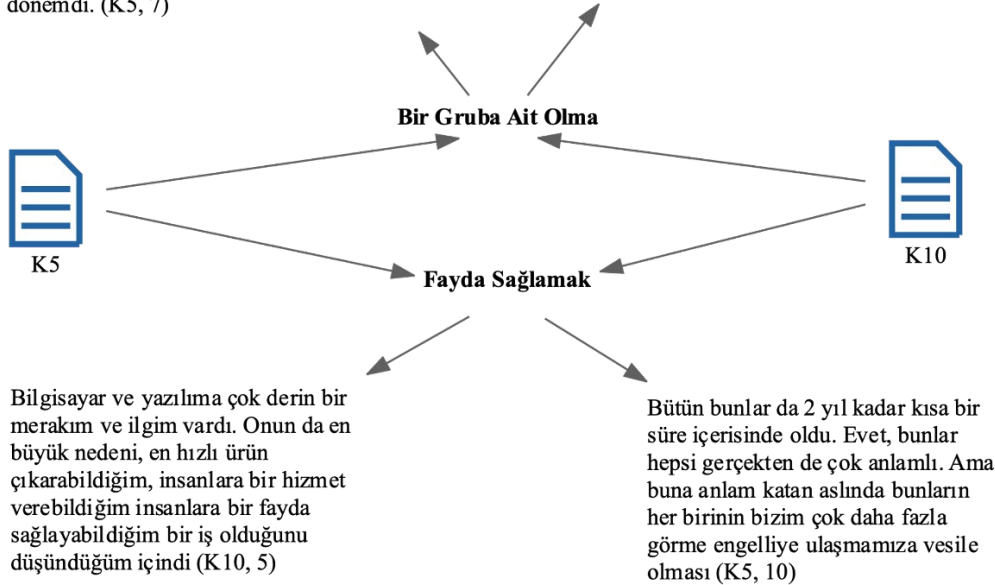 dönemdi. (K5, 7)
Bir Gruba Ait Olma
K5
K10
Fayda Sağlamak
Bilgisayar ve yazılıma çok derin bir
merakım ve ilgim vardı. Onun da en
büyük nedeni, en hızlı ürün
çıkarabildiğim, insanlara bir hizmet
verebildiğim insanlara bir fayda
sağlayabildiğim bir iş olduğunu
düşündüğüm içindi (K10, 5)
Bütün bunlar da 2 yıl kadar kısa bir
süre içerisinde oldu. Evet, bunlar
hepsi gerçekten de çok anlamlı. Ama
buna anlam katan aslında bunların
her birinin bizim çok daha fazla
görme engelliye ulaşmamıza vesile
olması (K5, 10)